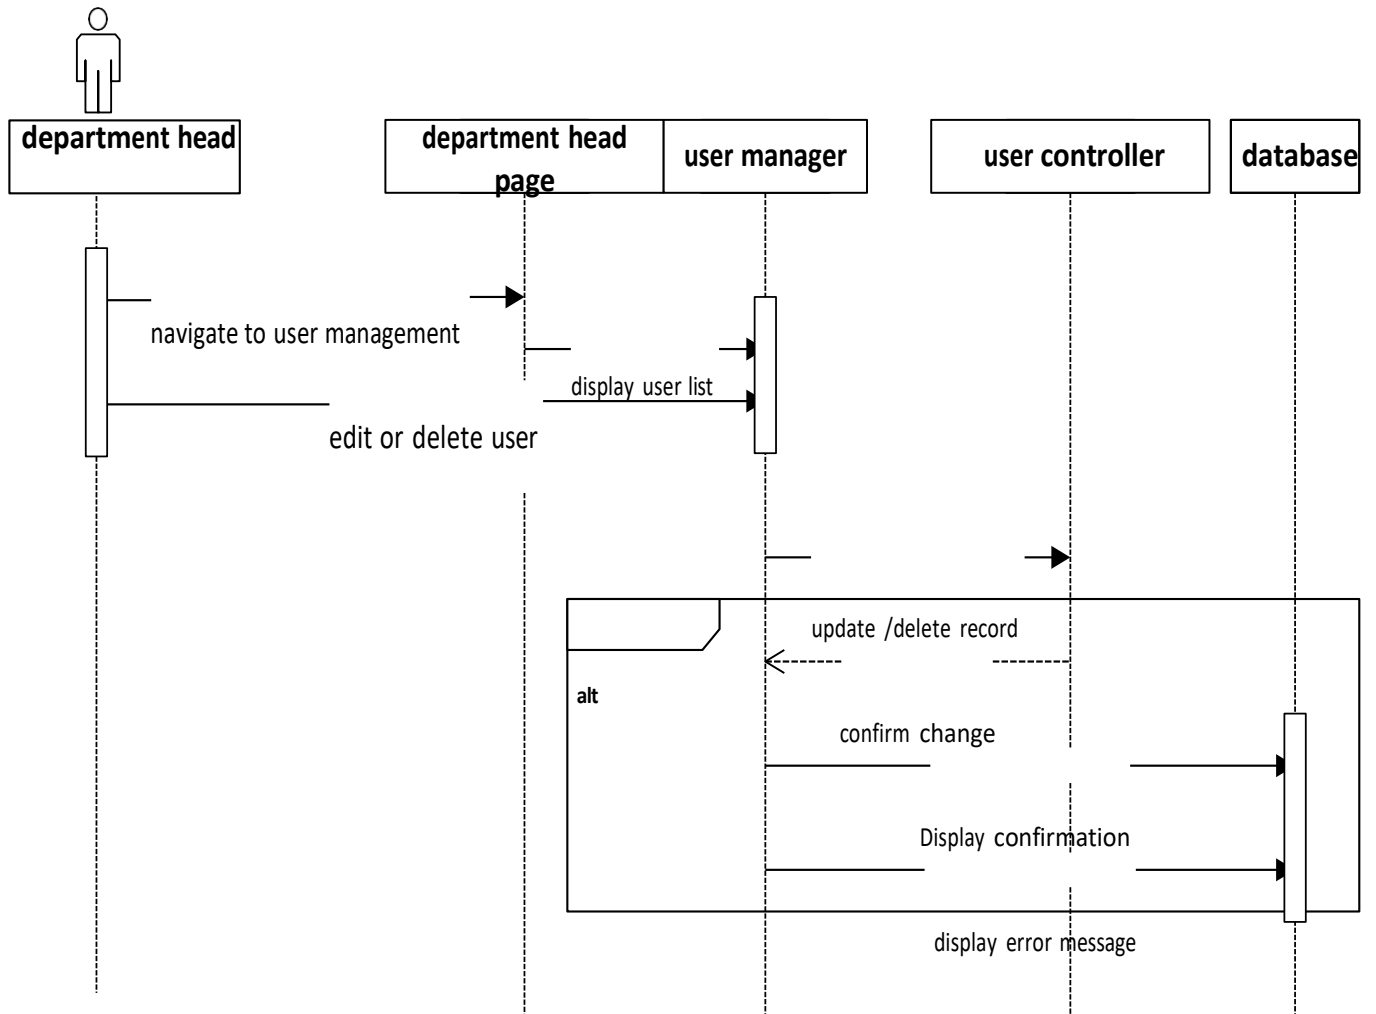 department head
department head
page
user manager
user controller
database
navigate to user management
display user list
edit or delete user
update /delete record
alt
confirm change
Display confirmation
display error message